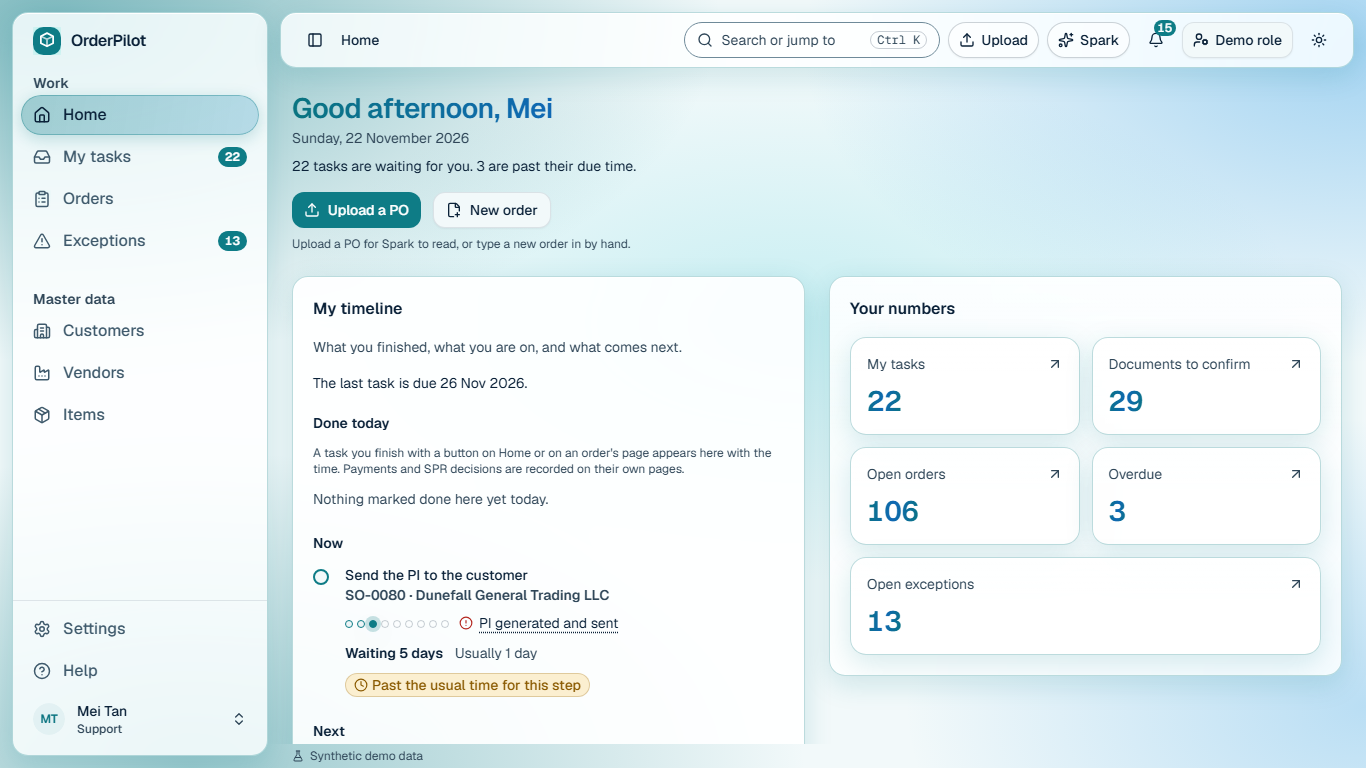 OrderPilot
Work
Home
My tasks 22
Orders
Exceptions 13
Master data
Customers
Vendors
Items
Settings
Help
MT
Mei Tan
Support
Home
Search or jump to Ctrl K
Upload
Spark
15
Demo role
Good afternoon, Mei
Sunday, 22 November 2026
22 tasks are waiting for you. 3 are past their due time.
Upload a PO
New order
Upload a PO for Spark to read, or type a new order in by hand.
My timeline
What you finished, what you are on, and what comes next.
The last task is due 26 Nov 2026.
Done today
A task you finish with a button on Home or on an order's page appears here with the
time. Payments and SPR decisions are recorded on their own pages.
Nothing marked done here yet today.
Now
Send the PI to the customer
SO-0080 · Dunefall General Trading LLC
PI generated and sent
Waiting 5 days Usually 1 day
Past the usual time for this step
Next
Your numbers
My tasks
22
Documents to confirm
29
Open orders
106
Overdue
3
Open exceptions
13
Synthetic demo data